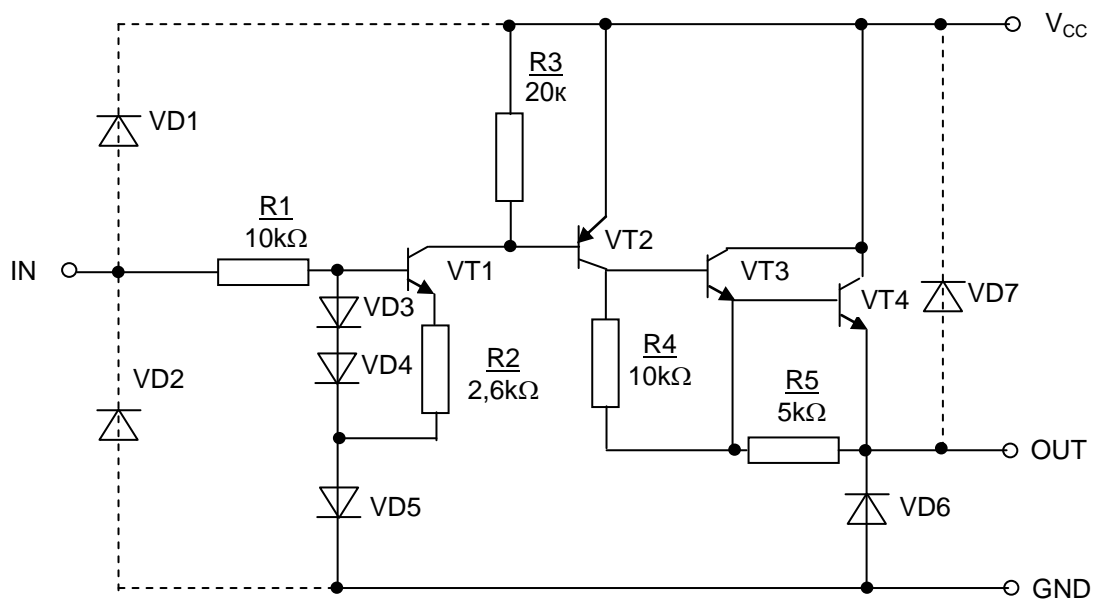 V_CC
R3
20к
VD1
R1
10kΩ
VT2
IN
VT1
VT3
VD3
VT4
VD7
VD2
VD4
R2
2,6kΩ
R4
10kΩ
R5
5kΩ
OUT
VD5
VD6
GND